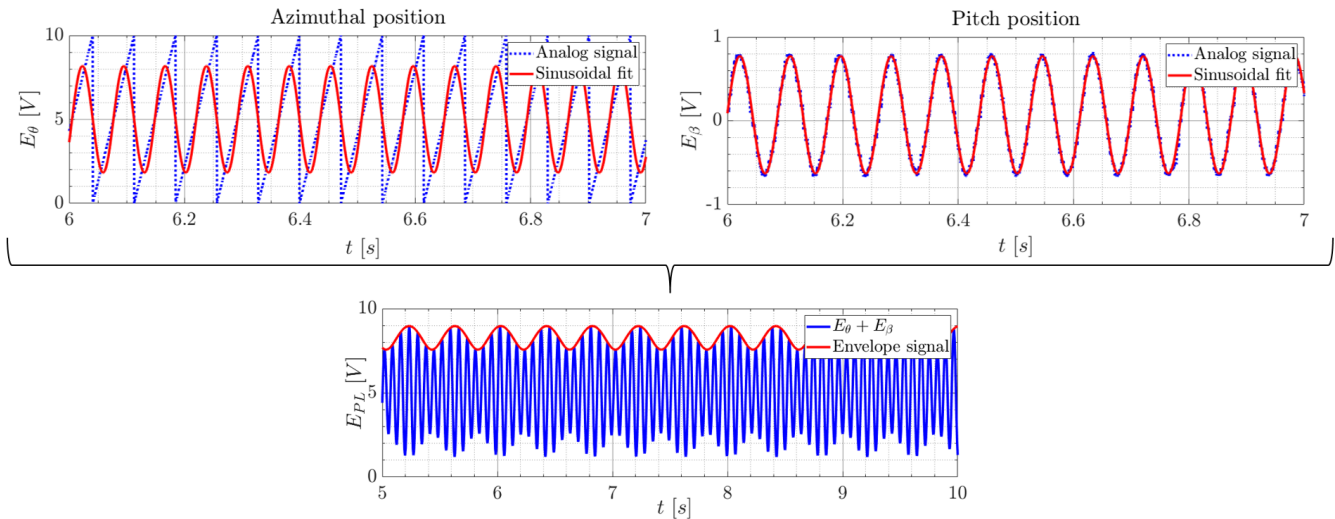 Azimuthal position
10
5
0
E_θ [V]
Analog signal
Sinusoidal fit
6 6.2 6.4 6.6 6.8 7
t [s]
Pitch position
1
0
-1
E_β [V]
Analog signal
Sinusoidal fit
6 6.2 6.4 6.6 6.8 7
t [s]
10
5
0
E_PL [V]
E_θ + E_β
Envelope signal
5 6 7 8 9 10
t [s]